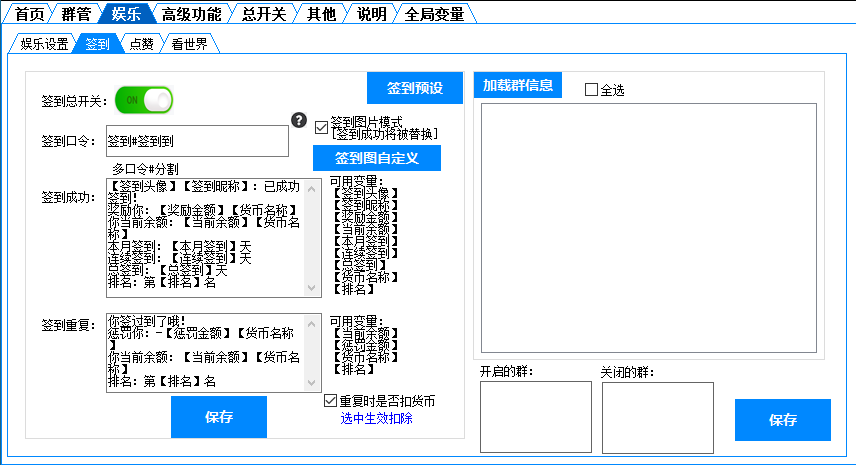 首页 群管 娱乐 高级功能 总开关 其他 说明 全局变量
娱乐设置 签到 点赞 看世界
签到总开关：
ON
签到预设
签到口令：
签到#签到到
?
签到图片模式
[签到成功将被替换]
多口令#分割
签到图自定义
签到成功：
【签到头像】【签到昵称】：已成功
签到！
奖励你：【奖励金额】【货币名称】
你当前余额：【当前余额】【货币名
称】
本月签到：【本月签到】天
连续签到：【连续签到】天
总签到：【总签到】天
排名：第【排名】名
可用变量：
【签到头像】
【签到昵称】
【奖励金额】
【当前余额】
【本月签到】
【连续签到】
【总签到】
【货币名称】
【排名】
签到重复：
你签过到了哦！
惩罚你：-【惩罚金额】【货币名称
】
你当前余额：【当前余额】【货币名
称】
排名：第【排名】名
可用变量：
【当前余额】
【惩罚金额】
【货币名称】
【排名】
保存
重复时是否扣货币
选中生效扣除
加载群信息
全选
开启的群：
关闭的群：
保存